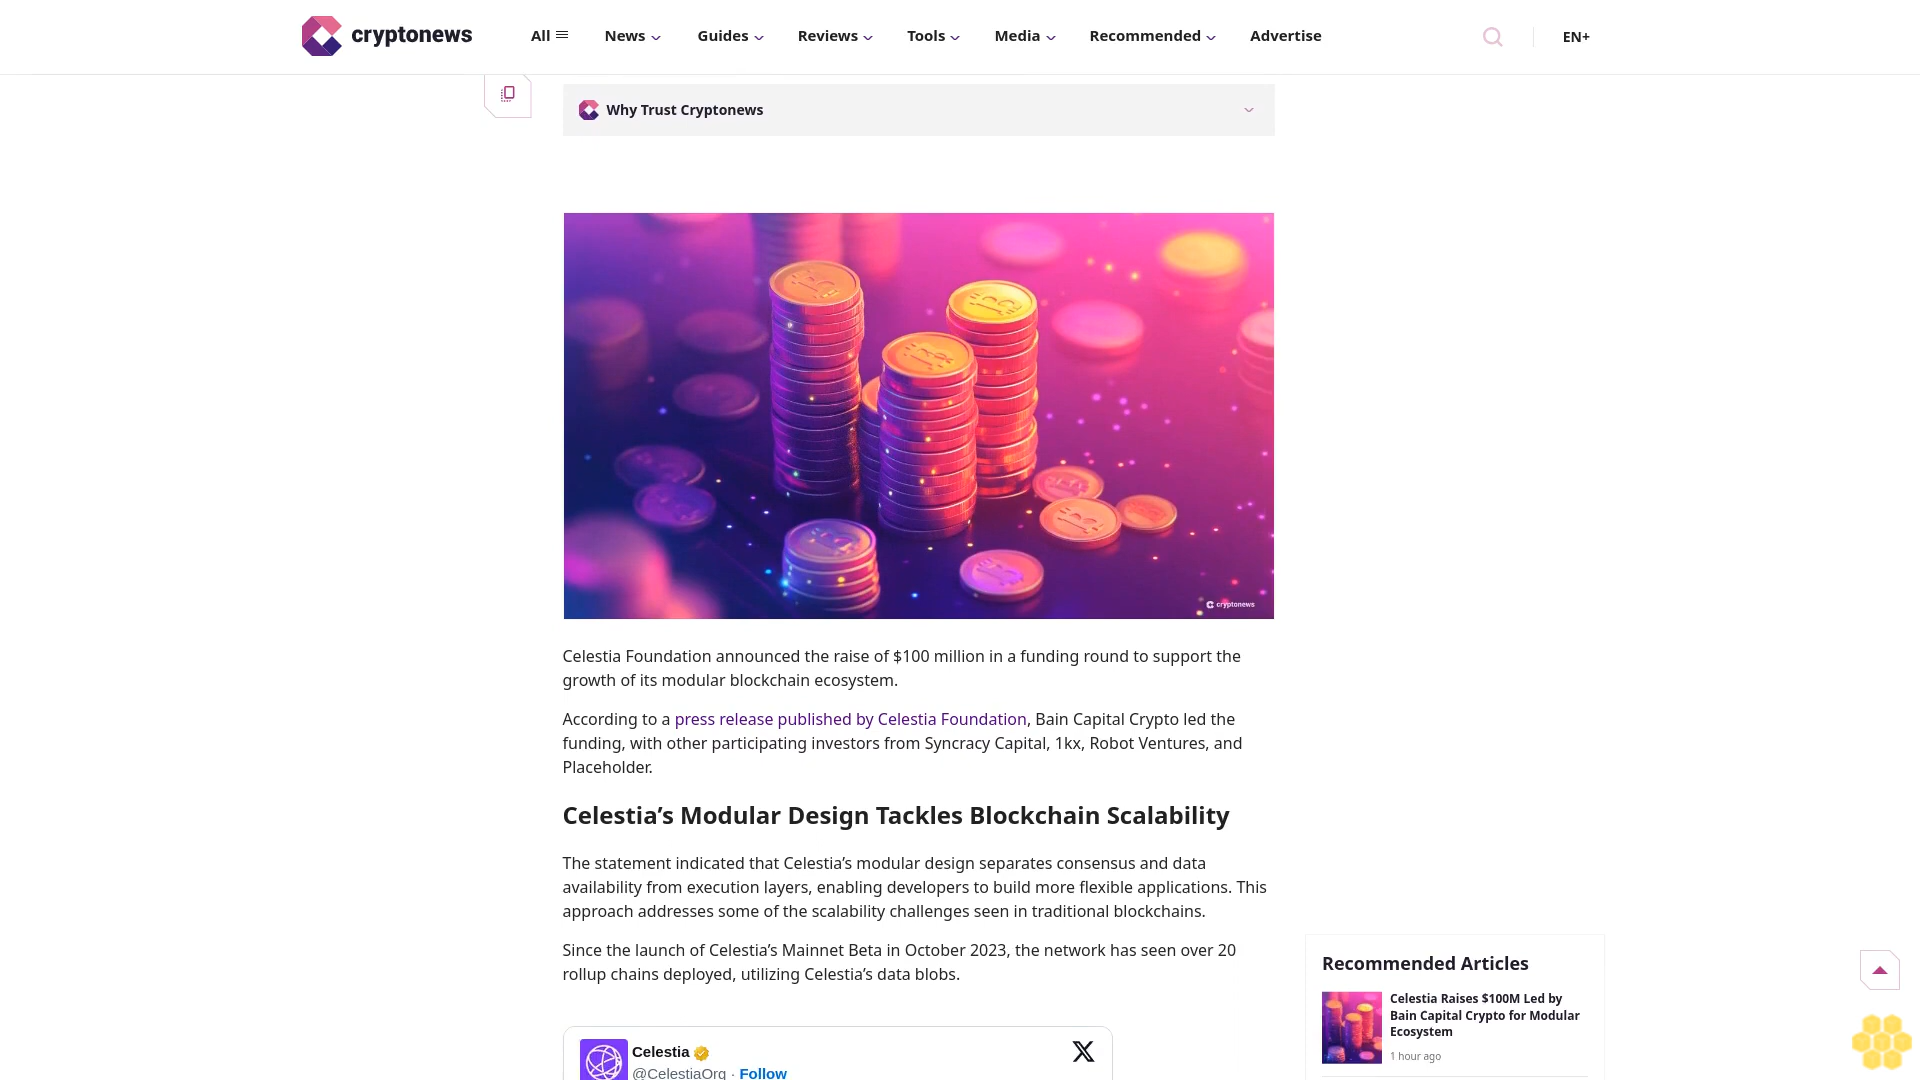 cryptonews
All
News
Guides
Reviews
Tools
Media
Recommended
Advertise
EN+
Why Trust Cryptonews
cryptonews
Celestia Foundation announced the raise of $100 million in a funding round to support the
growth of its modular blockchain ecosystem.
According to a press release published by Celestia Foundation, Bain Capital Crypto led the
funding, with other participating investors from Syncracy Capital, 1kx, Robot Ventures, and
Placeholder.
Celestia’s Modular Design Tackles Blockchain Scalability
The statement indicated that Celestia’s modular design separates consensus and data
availability from execution layers, enabling developers to build more flexible applications. This
approach addresses some of the scalability challenges seen in traditional blockchains.
Since the launch of Celestia’s Mainnet Beta in October 2023, the network has seen over 20
rollup chains deployed, utilizing Celestia’s data blobs.
Celestia
@CelestiaOrg · Follow
Recommended Articles
Celestia Raises $100M Led by
Bain Capital Crypto for Modular
Ecosystem
1 hour ago